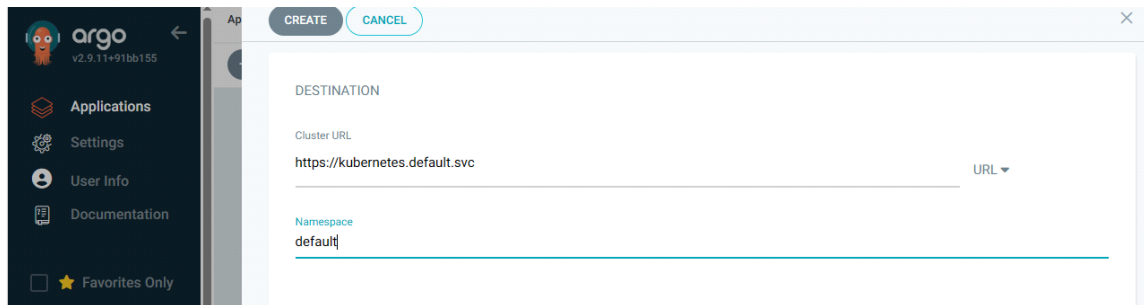 argo
v2.9.11+91bb155
Applications
Settings
User Info
Documentation
Favorites Only
Ap
CREATE
CANCEL
DESTINATION
Cluster URL
https://kubernetes.default.svc
URL
Namespace
default